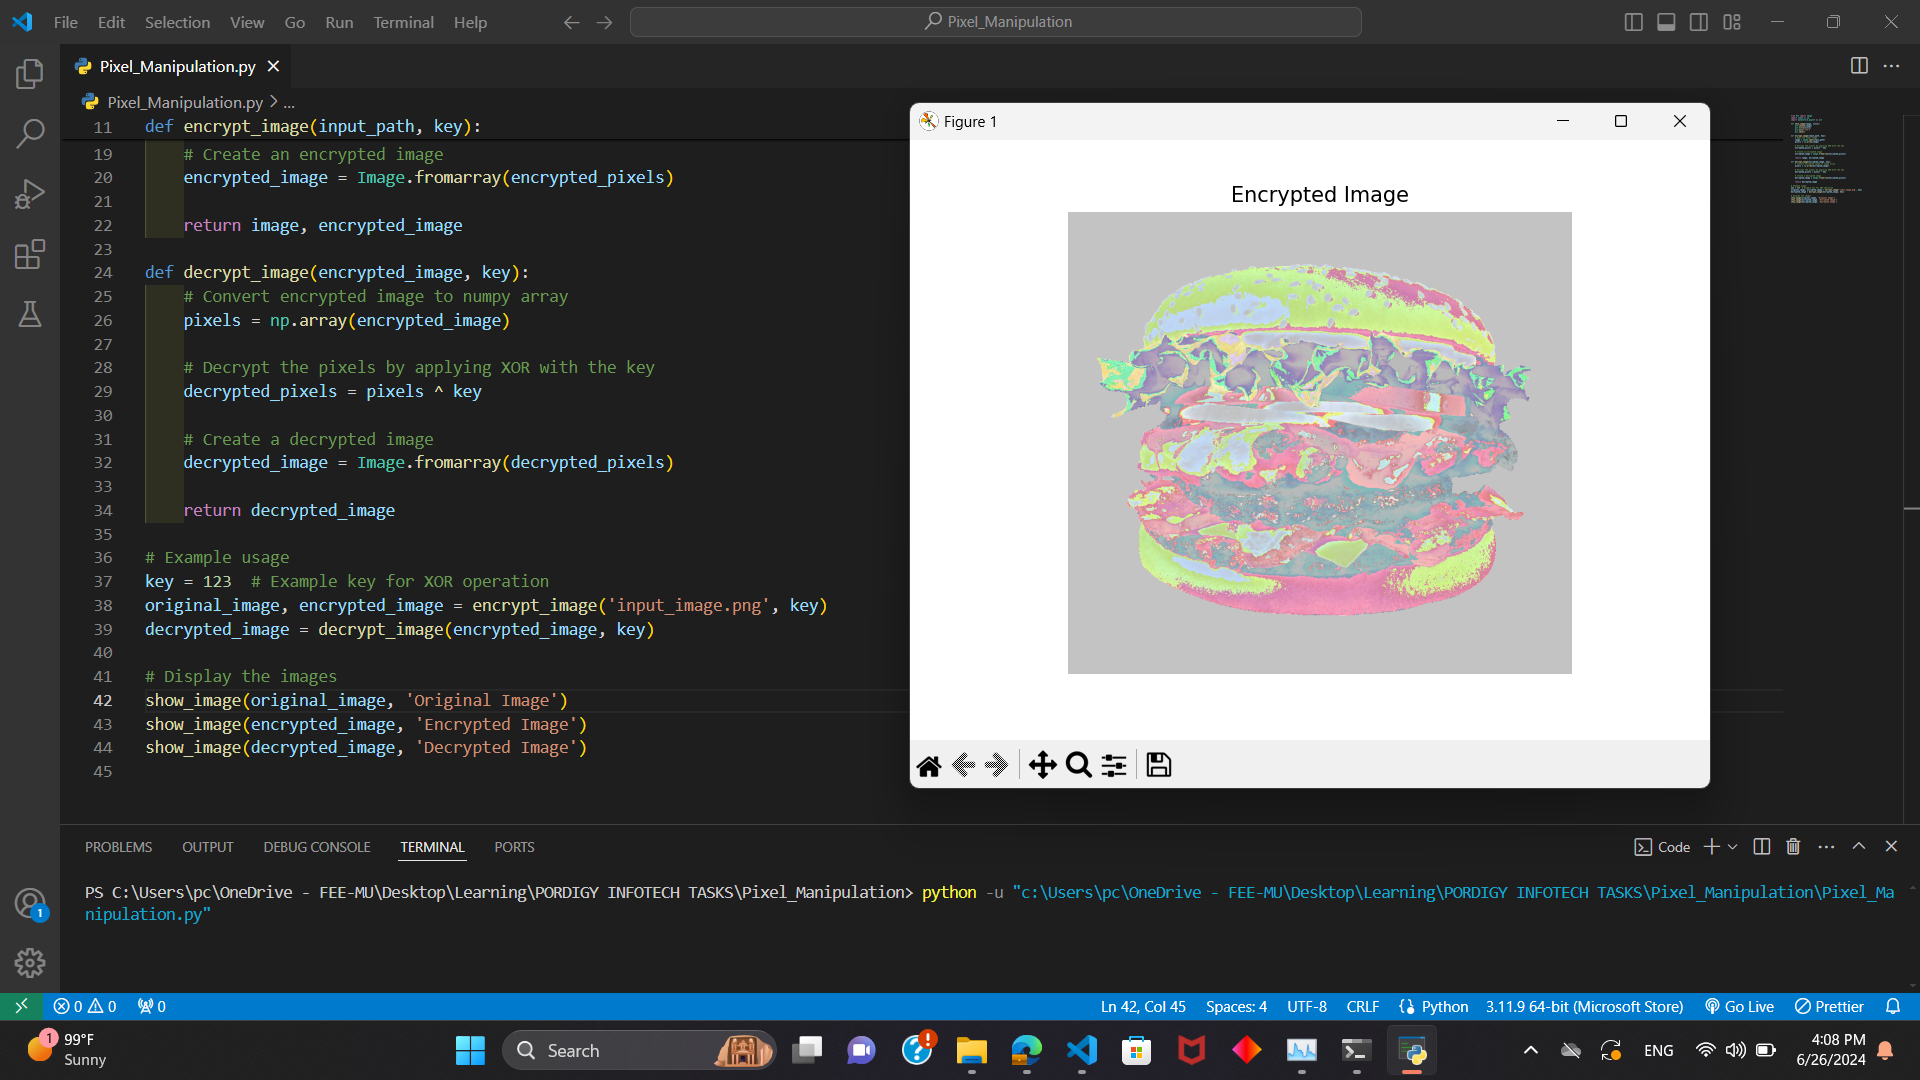 File Edit Selection View Go Run Terminal Help
Pixel_Manipulation
Pixel_Manipulation.py
Pixel_Manipulation.py > ...
11 def encrypt_image(input_path, key):
19 # Create an encrypted image
20 encrypted_image = Image.fromarray(encrypted_pixels)
21
22 return image, encrypted_image
23
24 def decrypt_image(encrypted_image, key):
25 # Convert encrypted image to numpy array
26 pixels = np.array(encrypted_image)
27
28 # Decrypt the pixels by applying XOR with the key
29 decrypted_pixels = pixels ^ key
30
31 # Create a decrypted image
32 decrypted_image = Image.fromarray(decrypted_pixels)
33
34 return decrypted_image
35
36 # Example usage
37 key = 123 # Example key for XOR operation
38 original_image, encrypted_image = encrypt_image('input_image.png', key)
39 decrypted_image = decrypt_image(encrypted_image, key)
40
41 # Display the images
42 show_image(original_image, 'Original Image')
43 show_image(encrypted_image, 'Encrypted Image')
44 show_image(decrypted_image, 'Decrypted Image')
45
Figure 1
Encrypted Image
PROBLEMS OUTPUT DEBUG CONSOLE TERMINAL PORTS
Code
PS C:\Users\pc\OneDrive - FEE-MU\Desktop\Learning\PORDIGY INFOTECH TASKS\Pixel_Manipulation> python -u "c:\Users\pc\OneDrive - FEE-MU\Desktop\Learning\PORDIGY INFOTECH TASKS\Pixel_Manipulation\Pixel_Ma
nipulation.py"
1
0 0 0
Ln 42, Col 45 Spaces: 4 UTF-8 CRLF Python 3.11.9 64-bit (Microsoft Store) Go Live Prettier
1
99°F
Sunny
Search
ENG
4:08 PM
6/26/2024